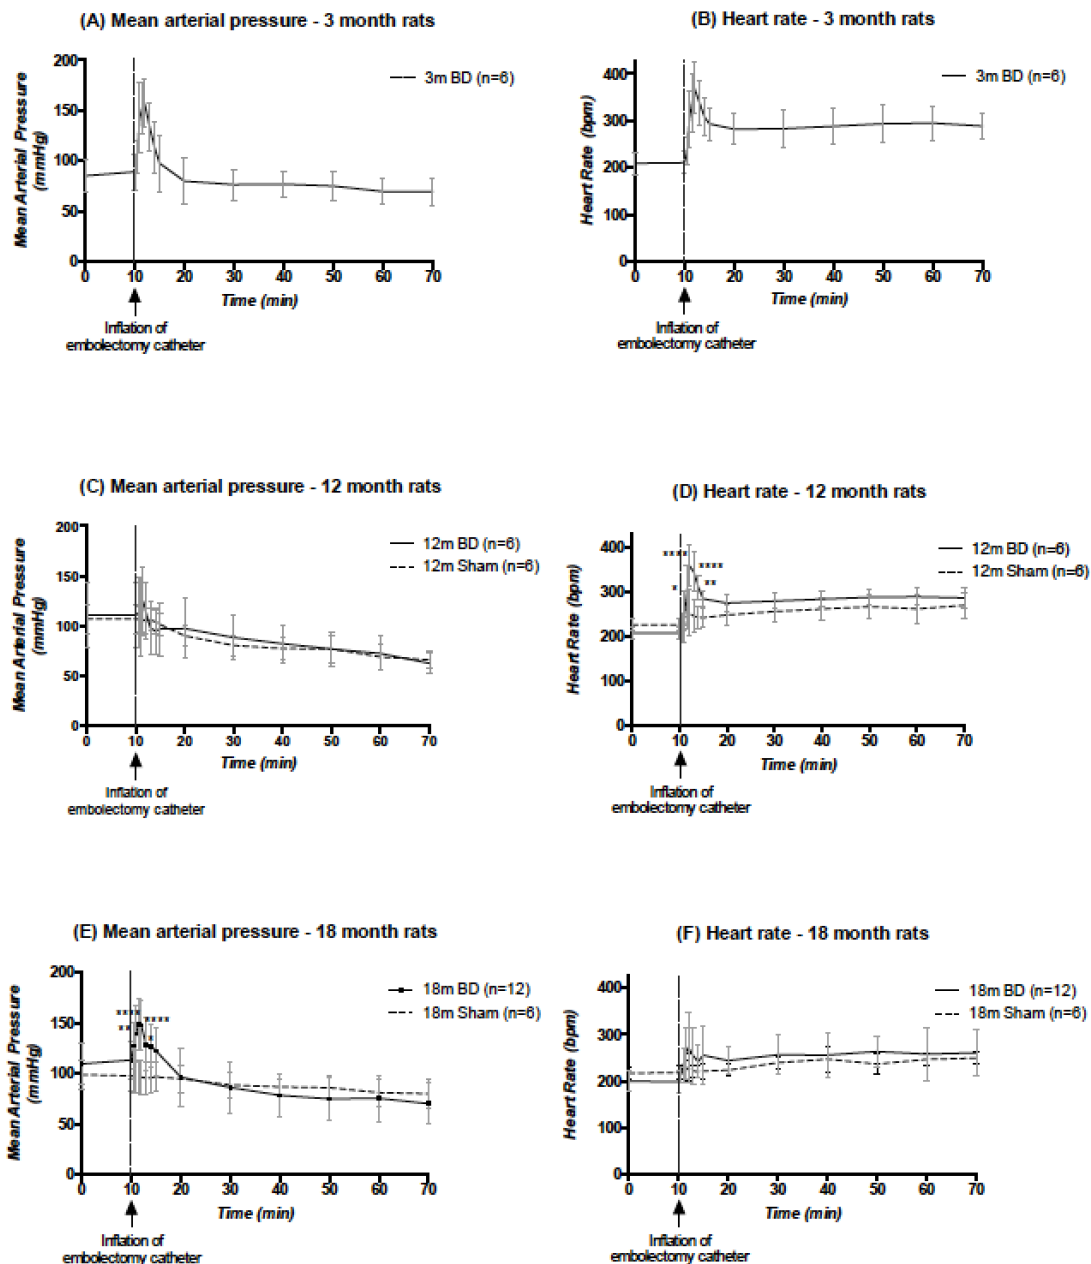 (A) Mean arterial pressure - 3 month rats
Mean Arterial Pressure
(mmHg)
200
150
100
50
0
3m BD (n=6)
0 10 20 30 40 50 60 70
Time (min)
Inflation of
embolectomy catheter
(B) Heart rate - 3 month rats
Heart Rate (bpm)
400
300
200
100
0
3m BD (n=6)
0 10 20 30 40 50 60 70
Time (min)
Inflation of
embolectomy catheter
(C) Mean arterial pressure - 12 month rats
Mean Arterial Pressure
(mmHg)
200
150
100
50
0
12m BD (n=6)
12m Sham (n=6)
0 10 20 30 40 50 60 70
Time (min)
Inflation of
embolectomy catheter
(D) Heart rate - 12 month rats
Heart Rate (bpm)
400
300
200
100
0
****
****
**
*
12m BD (n=6)
12m Sham (n=6)
0 10 20 30 40 50 60 70
Time (min)
Inflation of
embolectomy catheter
(E) Mean arterial pressure - 18 month rats
Mean Arterial Pressure
(mmHg)
200
150
100
50
0
****
****
**
*
18m BD (n=12)
18m Sham (n=6)
0 10 20 30 40 50 60 70
Time (min)
Inflation of
embolectomy catheter
(F) Heart rate - 18 month rats
Heart Rate (bpm)
400
300
200
100
0
18m BD (n=12)
18m Sham (n=6)
0 10 20 30 40 50 60 70
Time (min)
Inflation of
embolectomy catheter